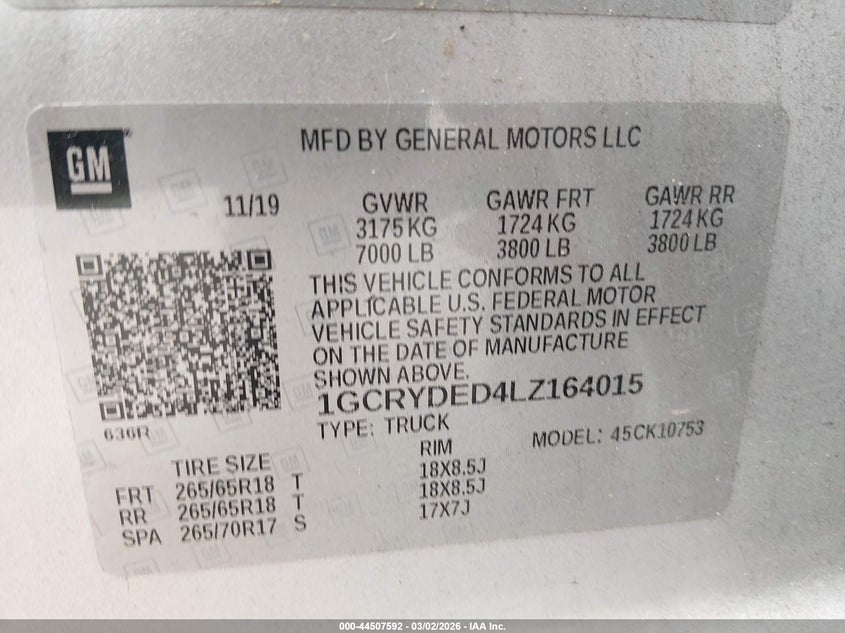 GM
MFD BY GENERAL MOTORS LLC
11/19 GVWR GAWR FRT GAWR RR
3175 KG 1724 KG 1724 KG
7000 LB 3800 LB 3800 LB
THIS VEHICLE CONFORMS TO ALL
APPLICABLE U.S. FEDERAL MOTOR
VEHICLE SAFETY STANDARDS IN EFFECT
ON THE DATE OF MANUFACTURE
SHOWN ABOVE.
1GCRYDED4LZ164015
636R
TYPE: TRUCK MODEL: 45CK10753
TIRE SIZE RIM
FRT 265/65R18 T 18X8.5J
RR 265/65R18 T 18X8.5J
SPA 265/70R17 S 17X7J
000-44507592 — 03/02/2026 — IAA Inc.